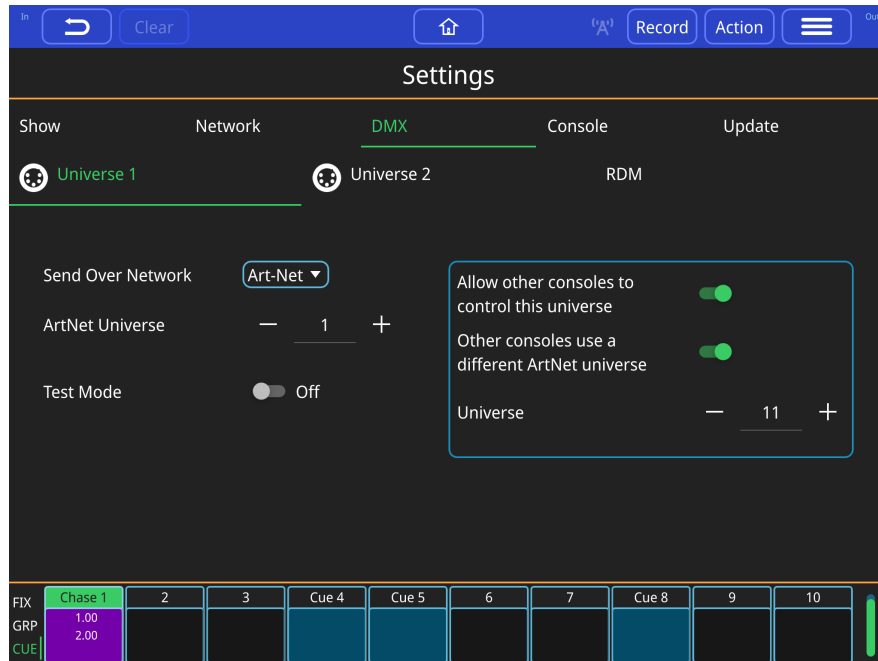 In
Clear
Record
Action
Settings
Show
Network
DMX
Console
Update
Universe 1
Universe 2
RDM
Send Over Network
Art-Net
ArtNet Universe
1
Test Mode
Off
Allow other consoles to
control this universe
Other consoles use a
different ArtNet universe
Universe
11
FIX
GRP
CUE
Chase 1
1.00
2.00
2
3
Cue 4
Cue 5
6
7
Cue 8
9
10